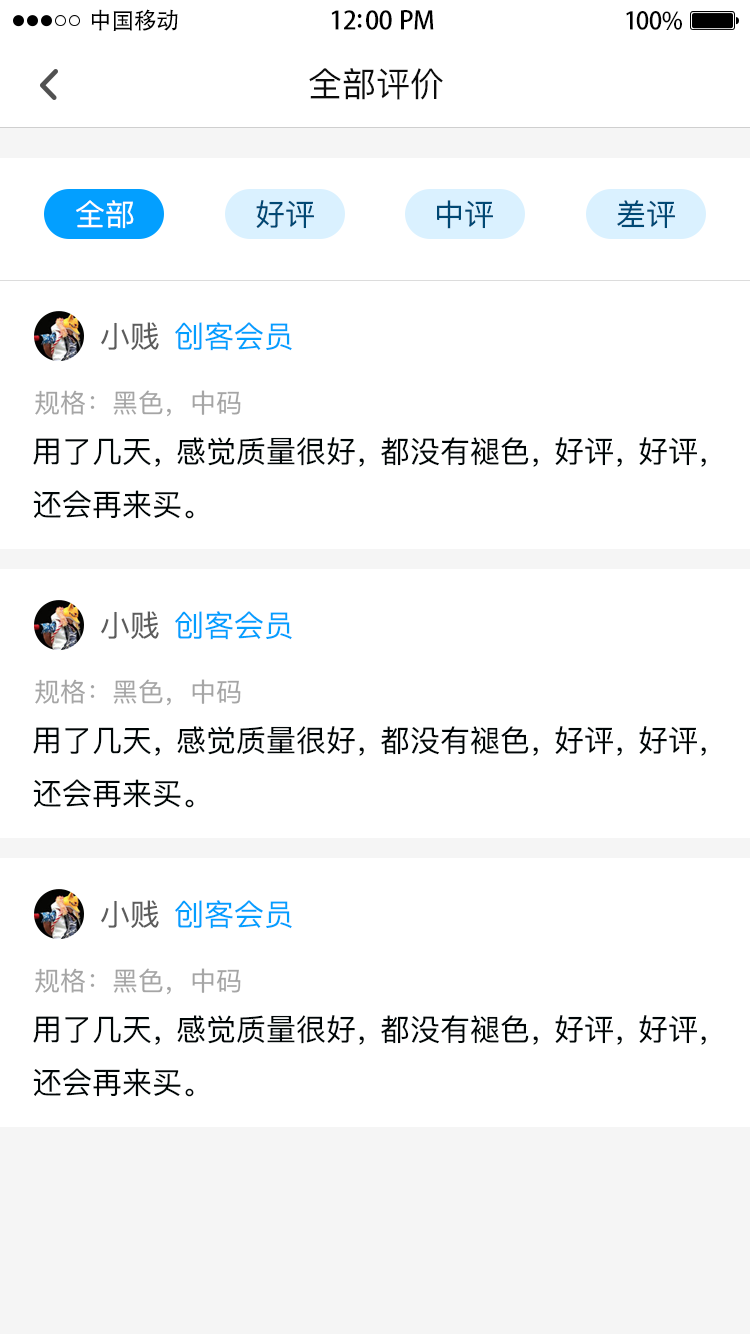 中国移动 12:00 PM 100%
全部评价
全部 好评 中评 差评
小贱 创客会员
规格：黑色，中码
用了几天，感觉质量很好，都没有褪色，好评，好评，
还会再来买。
小贱 创客会员
规格：黑色，中码
用了几天，感觉质量很好，都没有褪色，好评，好评，
还会再来买。
小贱 创客会员
规格：黑色，中码
用了几天，感觉质量很好，都没有褪色，好评，好评，
还会再来买。